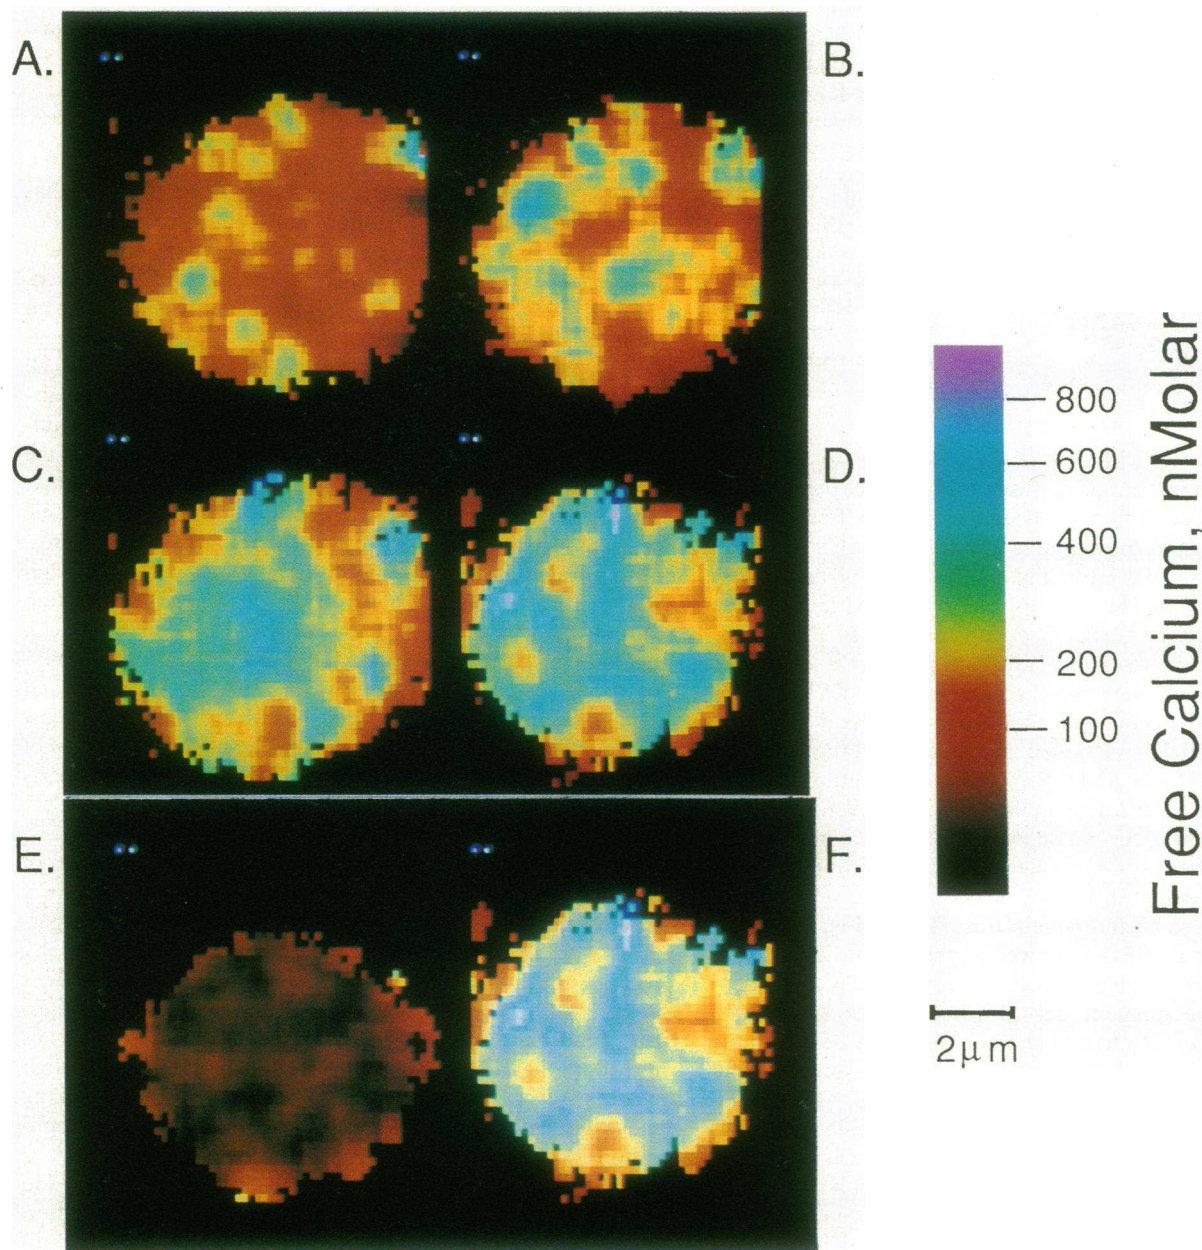 A.
B.
C.
D.
E.
F.
800
600
400
200
100
Free Calcium, nMolar
2μm